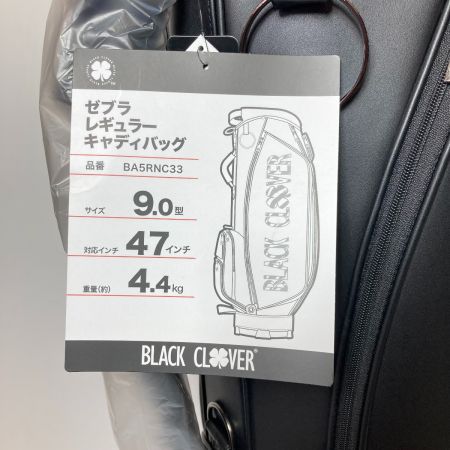 ゼブラ
レギュラー
キャディバッグ
品番 BA5RNC33
サイズ 9.0型
対応インチ 47インチ
重量(約) 4.4kg
BLACK CLOVER
BLACK CLOVER®